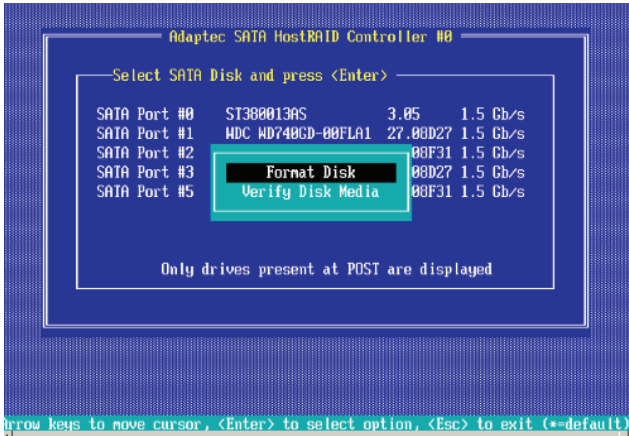 Adaptec SATA HostRAID Controller #0
Select SATA Disk and press <Enter>
SATA Port #0 ST380013AS 3.05 1.5 Gb/s
SATA Port #1 WDC WD740GD-00FLA1 27.08D27 1.5 Gb/s
SATA Port #2 08F31 1.5 Gb/s
SATA Port #3 08D27 1.5 Gb/s
SATA Port #5 08F31 1.5 Gb/s
Format Disk
Verify Disk Media
Only drives present at POST are displayed
Arrow keys to move cursor, <Enter> to select option, <Esc> to exit (*=default)